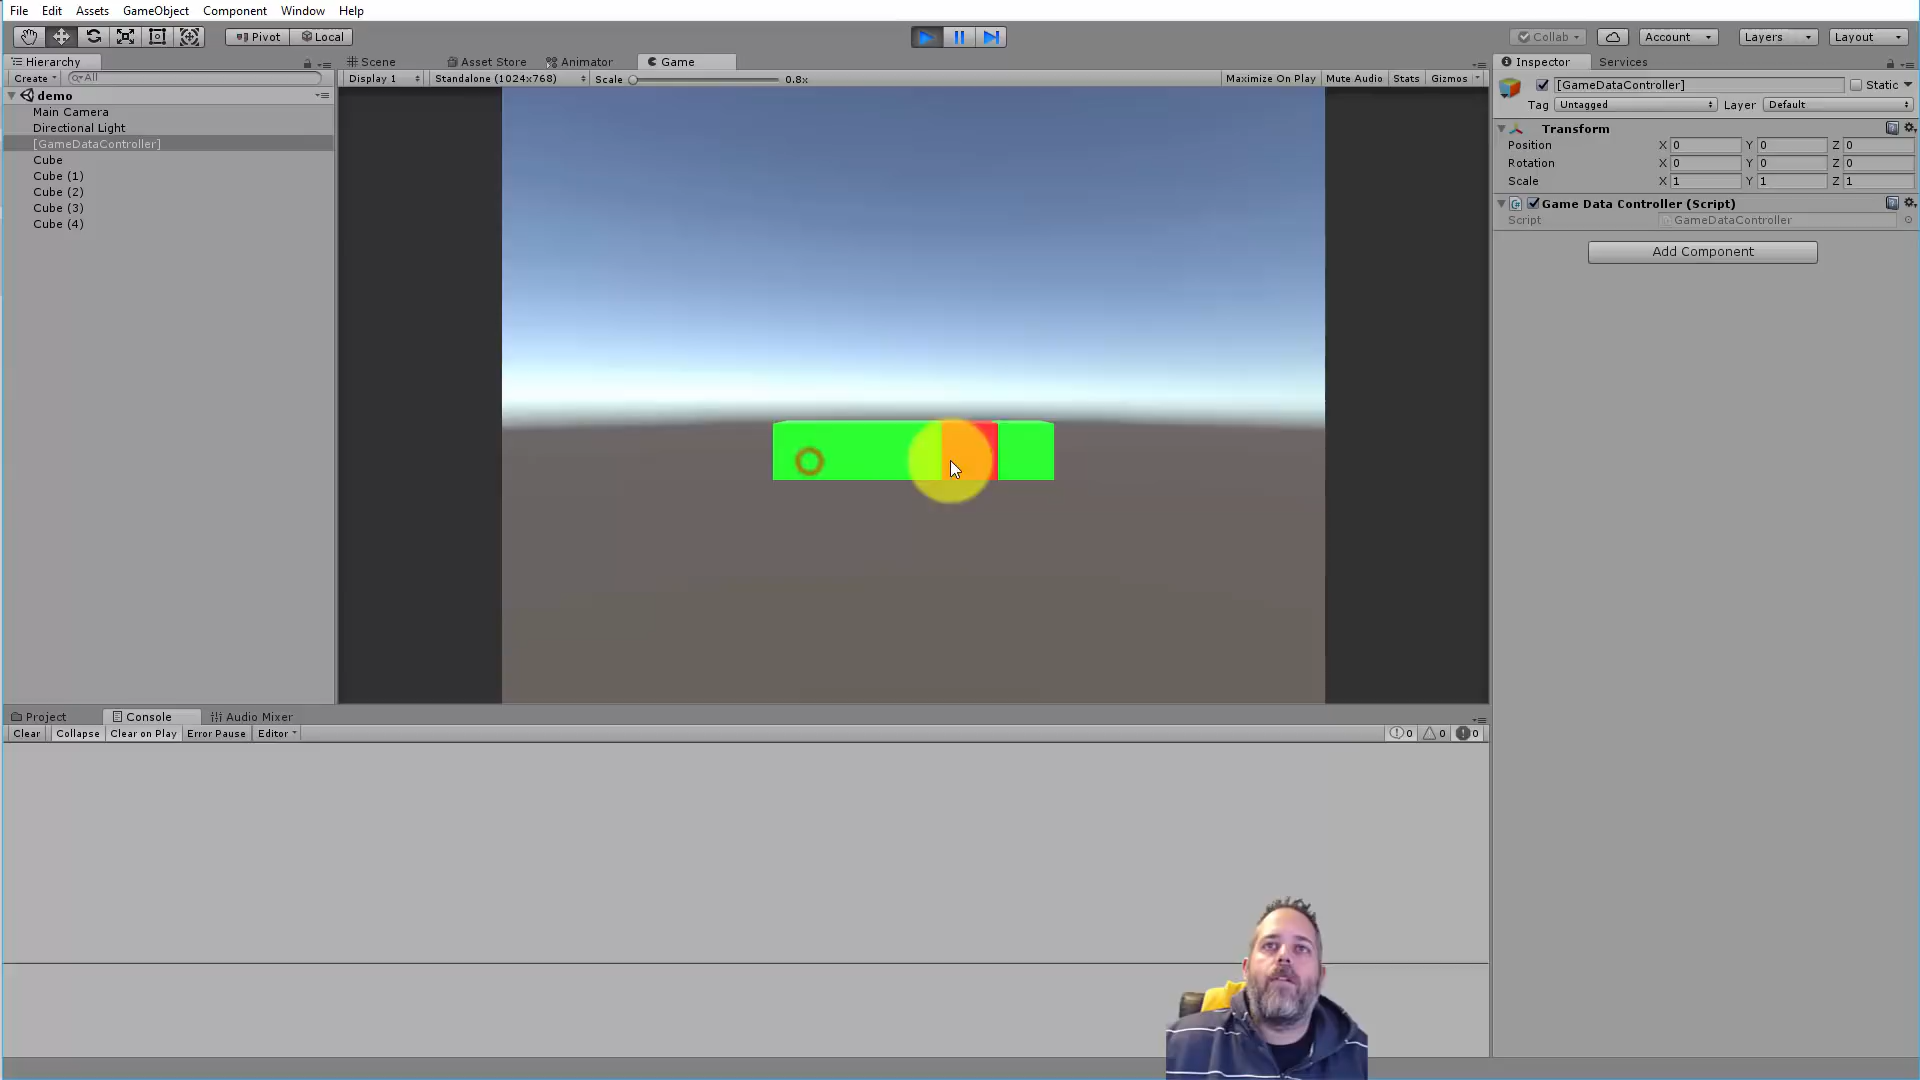 File Edit Assets GameObject Component Window Help
Pivot Local Collab Account Layers Layout
Hierarchy
Create All
demo
Main Camera
Directional Light
[GameDataController]
Cube
Cube (1)
Cube (2)
Cube (3)
Cube (4)
Scene Asset Store Animator Game
Display 1 Standalone (1024x768) Scale 0.8x Maximize On Play Mute Audio Stats Gizmos
Inspector Services
[GameDataController] Static
Tag Untagged Layer Default
Transform
Position X 0 Y 0 Z 0
Rotation X 0 Y 0 Z 0
Scale X 1 Y 1 Z 1
Game Data Controller (Script)
Script GameDataController
Add Component
Project Console Audio Mixer
Clear Collapse Clear on Play Error Pause Editor 0 0 0